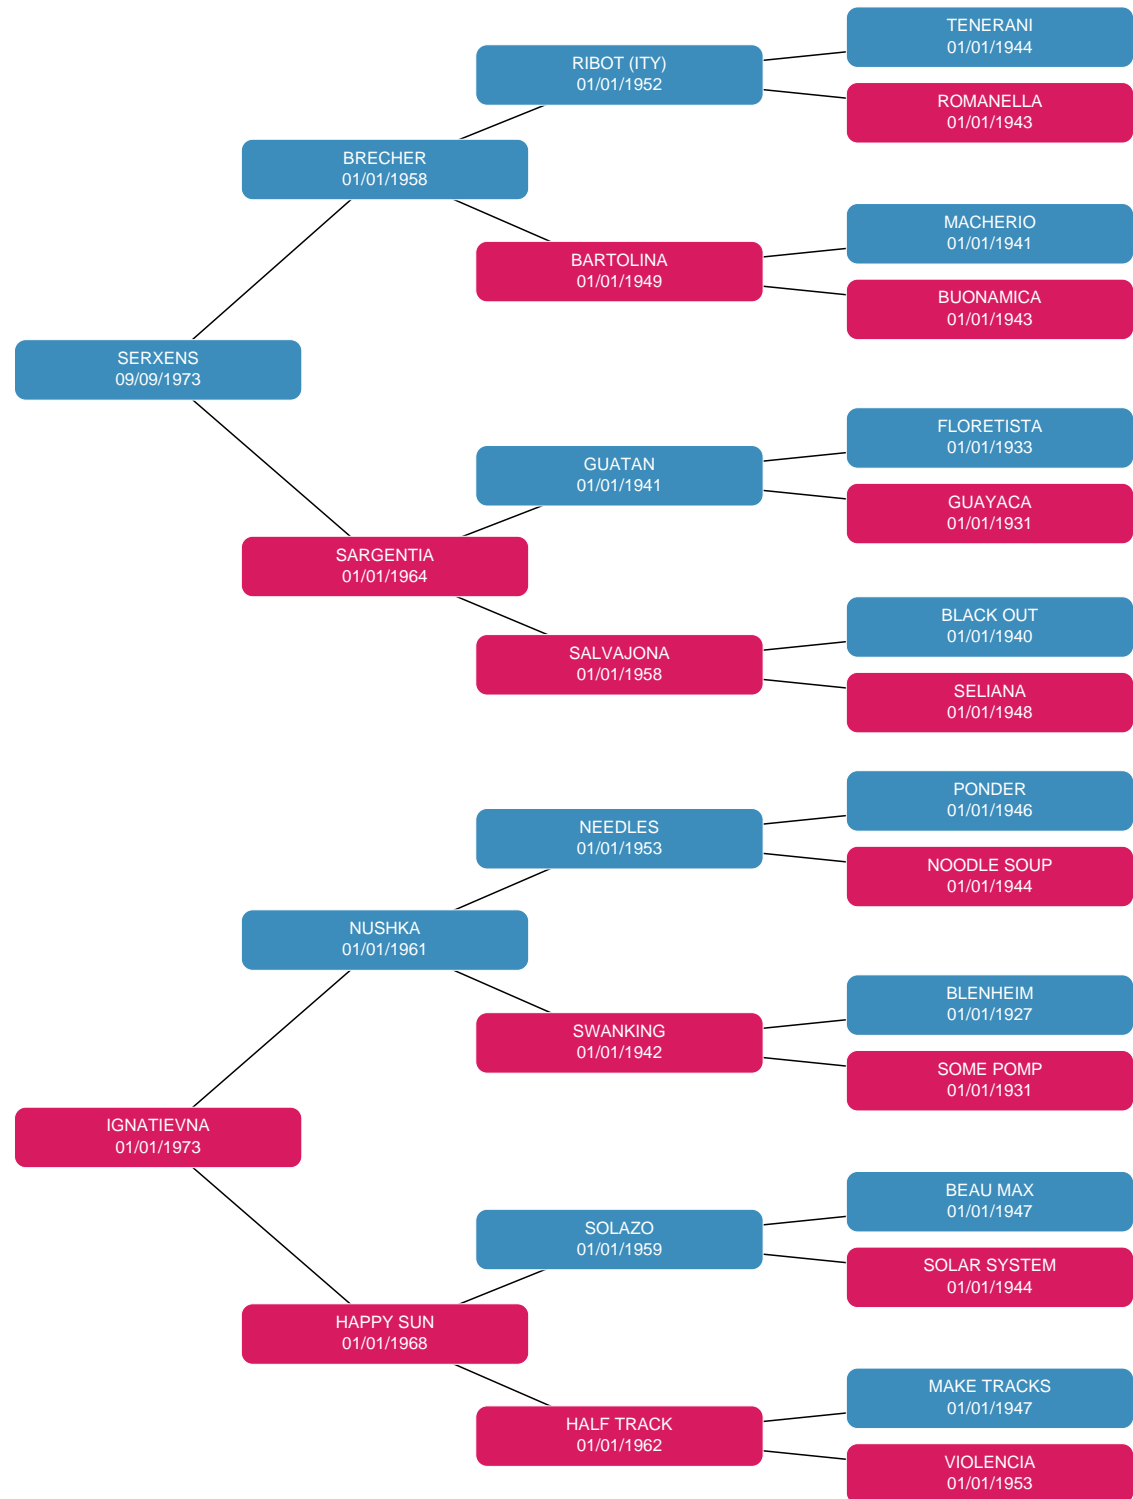 TENERANI
01/01/1944
RIBOT (ITY)
01/01/1952
ROMANELLA
01/01/1943
BRECHER
01/01/1958
MACHERIO
01/01/1941
BARTOLINA
01/01/1949
BUONAMICA
01/01/1943
SERXENS
09/09/1973
FLORETISTA
01/01/1933
GUATAN
01/01/1941
GUAYACA
01/01/1931
SARGENTIA
01/01/1964
BLACK OUT
01/01/1940
SALVAJONA
01/01/1958
SELIANA
01/01/1948
PONDER
01/01/1946
NEEDLES
01/01/1953
NOODLE SOUP
01/01/1944
NUSHKA
01/01/1961
BLENHEIM
01/01/1927
SWANKING
01/01/1942
SOME POMP
01/01/1931
IGNATIEVNA
01/01/1973
BEAU MAX
01/01/1947
SOLAZO
01/01/1959
SOLAR SYSTEM
01/01/1944
HAPPY SUN
01/01/1968
MAKE TRACKS
01/01/1947
HALF TRACK
01/01/1962
VIOLENCIA
01/01/1953